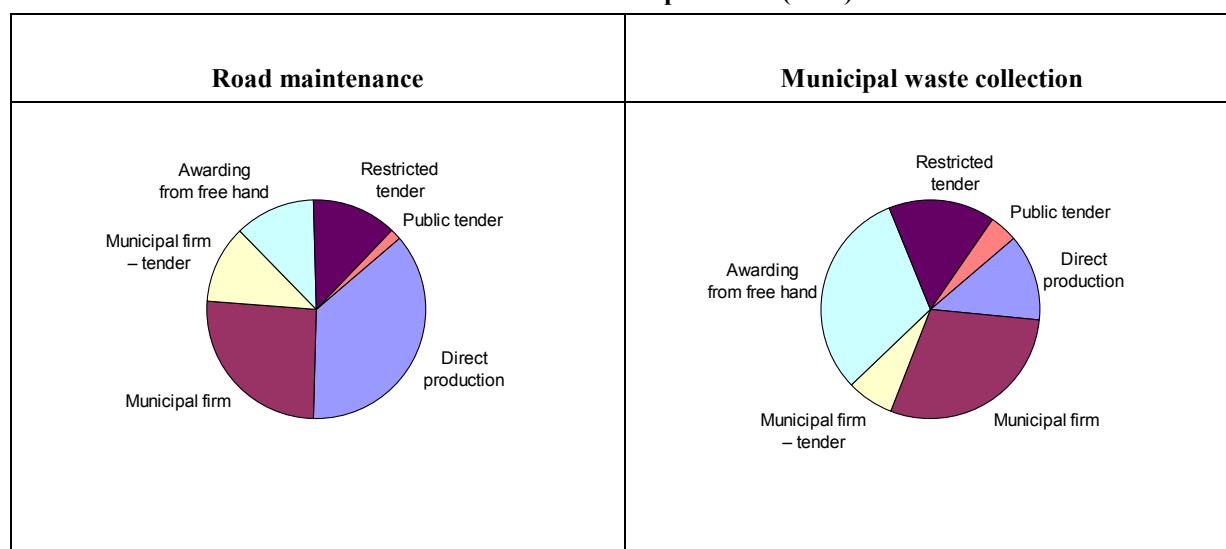 Road maintenance
Municipal waste collection
Awarding
from free hand
Restricted
tender
Public tender
Municipal firm
– tender
Direct
production
Municipal firm
Restricted
tender
Public tender
Direct
production
Awarding
from free hand
Municipal firm
– tender
Municipal firm